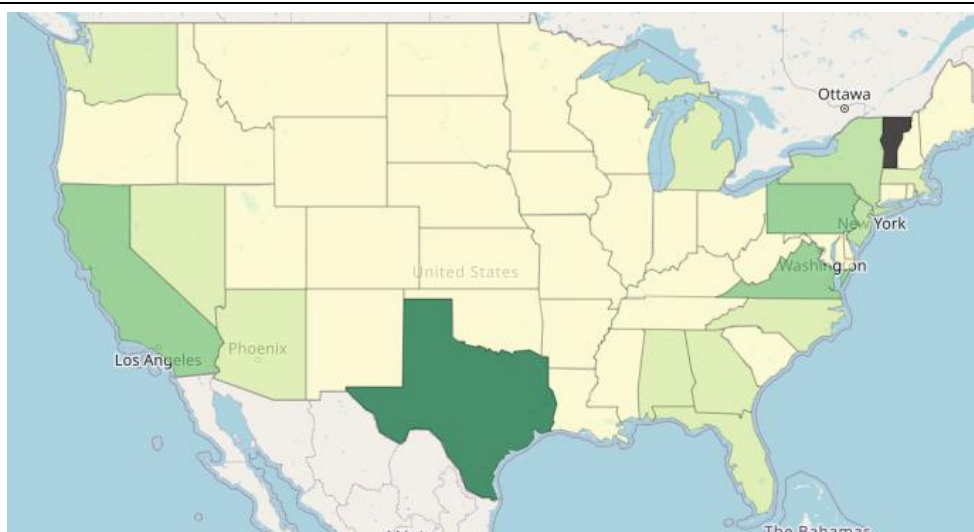 Ottawa
New York
United States
Washington
Los Angeles
Phoenix
The Bahamas